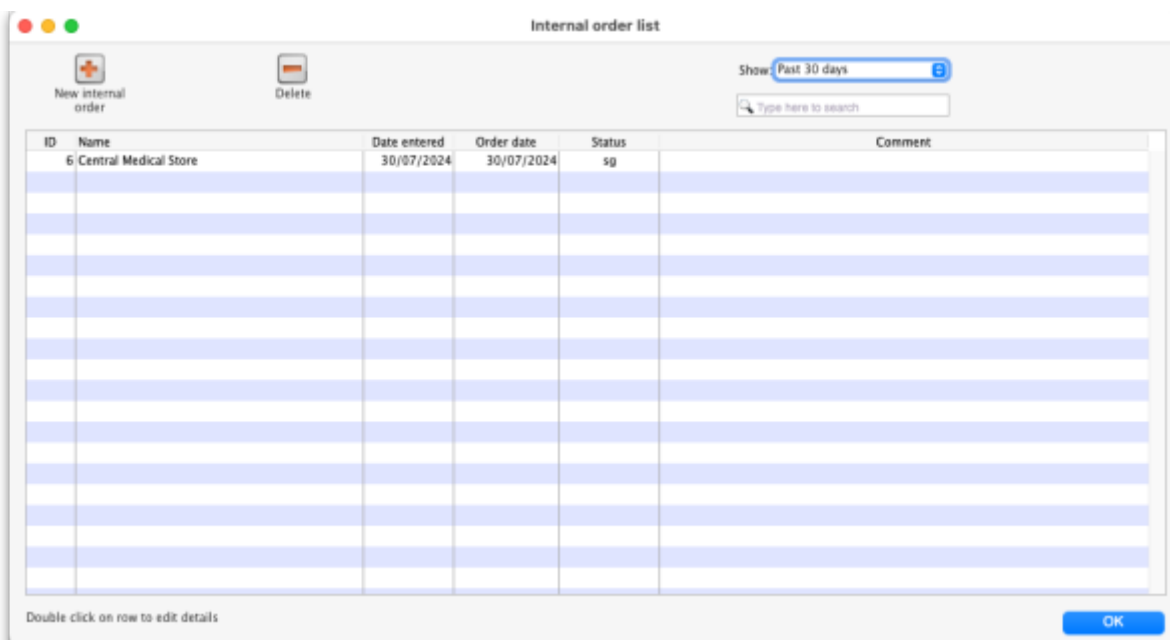 Internal order list
New internal
order
Delete
Show: Past 30 days
Type here to search
ID Name Date entered Order date Status Comment
6 Central Medical Store 30/07/2024 30/07/2024 sg
Double click on row to edit details
OK